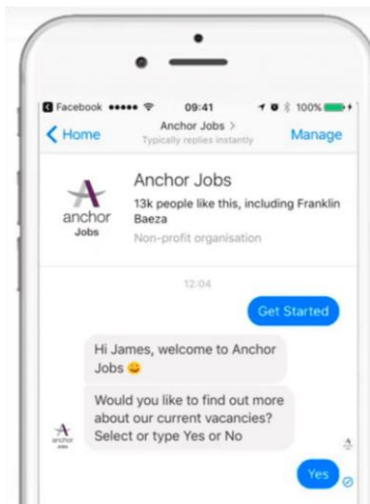 Facebook 09:41 100%
Home Anchor Jobs > Manage
Typically replies instantly
anchor
Jobs
Anchor Jobs
13k people like this, including Franklin
Baeza
Non-profit organisation
12:04
Get Started
Hi James, welcome to Anchor
Jobs 😀
Would you like to find out more
about our current vacancies?
Select or type Yes or No
anchor
Jobs
Yes